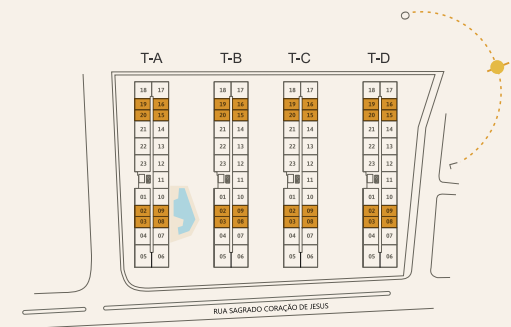 T-A T-B T-C T-D
18 17 18 17 18 17 18 17
19 16 19 16 19 16 19 16
20 15 20 15 20 15 20 15
21 14 21 14 21 14 21 14
22 13 22 13 22 13 22 13
23 12 23 12 23 12 23 12
11 11 11 11
01 10 01 10 01 10 01 10
02 09 02 09 02 09 02 09
03 08 03 08 03 08 03 08
04 07 04 07 04 07 04 07
05 06 05 06 05 06 05 06
RUA SAGRADO CORAÇÃO DE JESUS